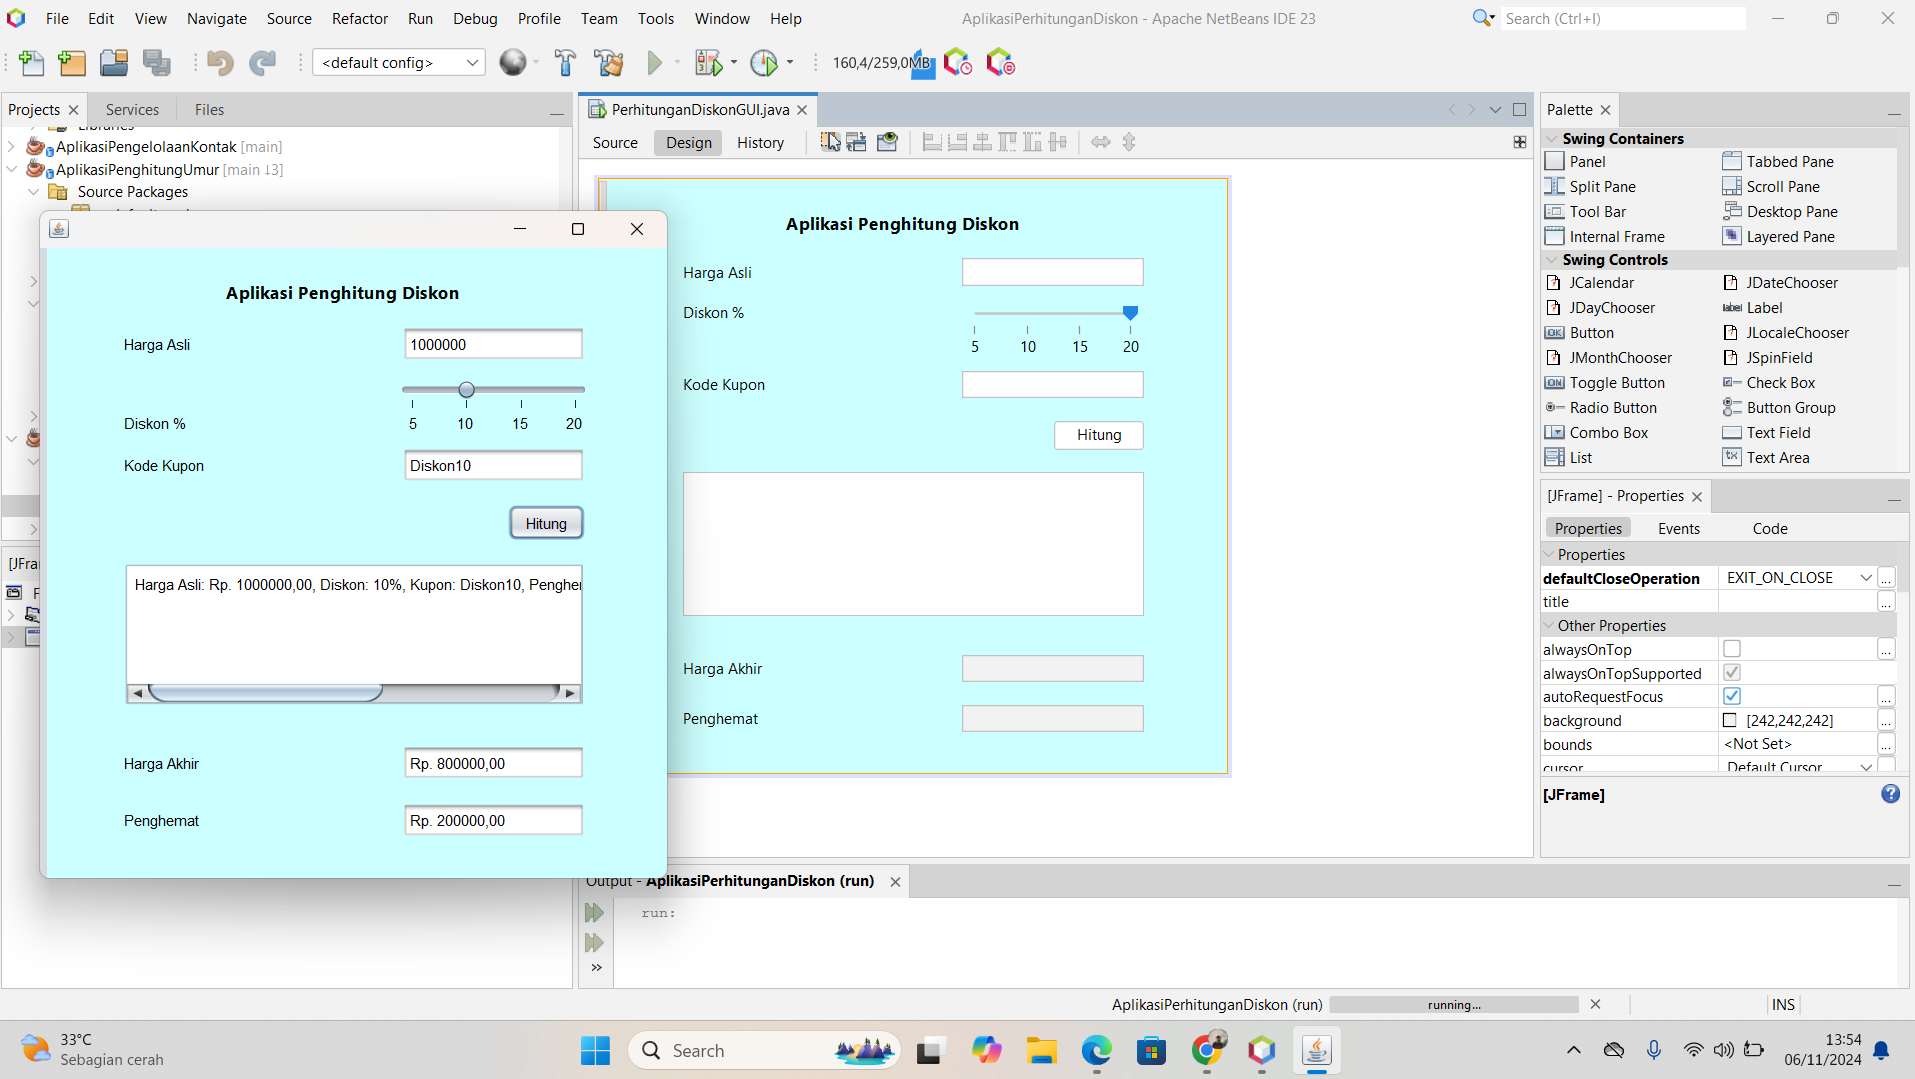 File Edit View Navigate Source Refactor Run Debug Profile Team Tools Window Help
AplikasiPerhitunganDiskon - Apache NetBeans IDE 23
Search (Ctrl+I)
<default config>
160,4/259,0MB
Projects Services Files
Libraries
AplikasiPengelolaanKontak [main]
AplikasiPenghitungUmur [main ↓3]
Source Packages
[JFra
F
Aplikasi Penghitung Diskon
Harga Asli 1000000
5 10 15 20
Diskon %
Kode Kupon Diskon10
Hitung
Harga Asli: Rp. 1000000,00, Diskon: 10%, Kupon: Diskon10, Penghe
Harga Akhir Rp. 800000,00
Penghemat Rp. 200000,00
PerhitunganDiskonGUI.java
Source Design History
Aplikasi Penghitung Diskon
Harga Asli
Diskon %
5 10 15 20
Kode Kupon
Hitung
Harga Akhir
Penghemat
Output - AplikasiPerhitunganDiskon (run)
run:
Palette
Swing Containers
Panel Tabbed Pane
Split Pane Scroll Pane
Tool Bar Desktop Pane
Internal Frame Layered Pane
Swing Controls
JCalendar JDateChooser
JDayChooser label Label
OK Button JLocaleChooser
JMonthChooser JSpinField
ON Toggle Button Check Box
Radio Button Button Group
Combo Box Text Field
List Text Area
[JFrame] - Properties
Properties Events Code
Properties
defaultCloseOperation EXIT_ON_CLOSE ...
title ...
Other Properties
alwaysOnTop ...
alwaysOnTopSupported
autoRequestFocus ...
background [242,242,242] ...
bounds <Not Set> ...
cursor Default Cursor
[JFrame]
AplikasiPerhitunganDiskon (run) running... INS
33°C
Sebagian cerah
Search
13:54
06/11/2024